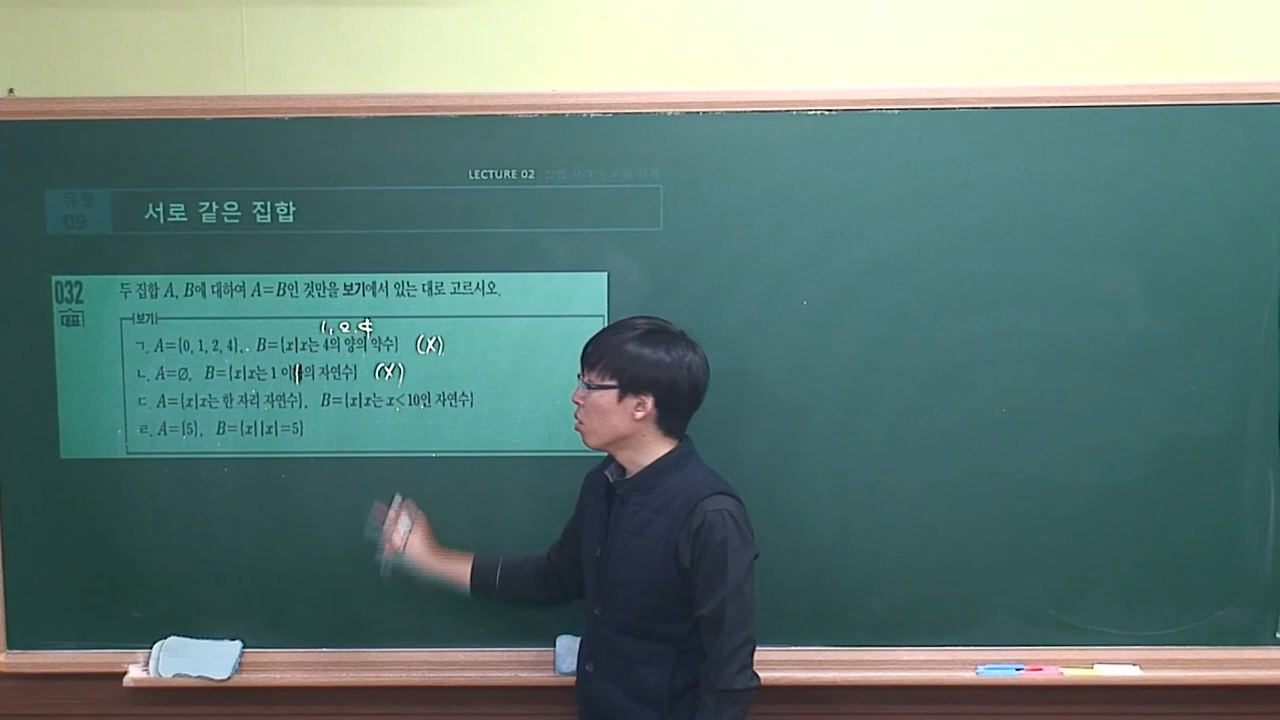 LECTURE 02
유형
09
서로 같은 집합
032
대표
두 집합 A, B에 대하여 A=B인 것만을 보기에서 있는 대로 고르시오.
보기
1, 2, 4
ㄱ. A={0, 1, 2, 4}, B={x|x는 4의 양의 약수} (X)
ㄴ. A=∅, B={x|x는 1 이의 자연수} (X)
ㄷ. A={x|x는 한 자리 자연수}, B={x|x는 x<10인 자연수}
ㄹ. A={5}, B={x||x|=5}